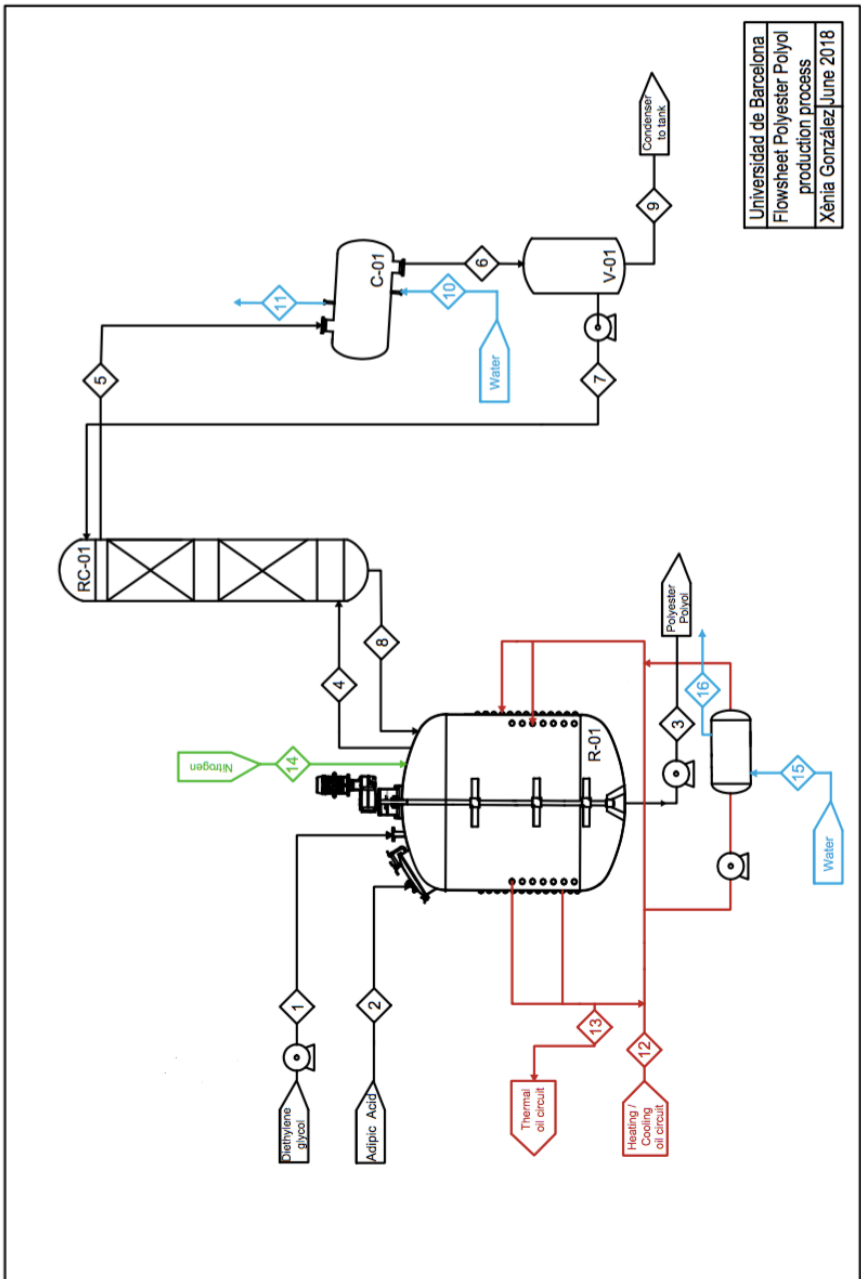 Diethylene
glycol
1
Adipic Acid
2
Nitrogen
14
4
8
RC-01
5
11
C-01
10
Water
6
V-01
7
9
Condenser
to tank
R-01
3
Polyester
Polyol
13
Thermal
oil circuit
12
Heating /
Cooling
oil circuit
16
15
Water
Universidad de Barcelona
Flowsheet Polyester Polyol
production process
Xènia González June 2018